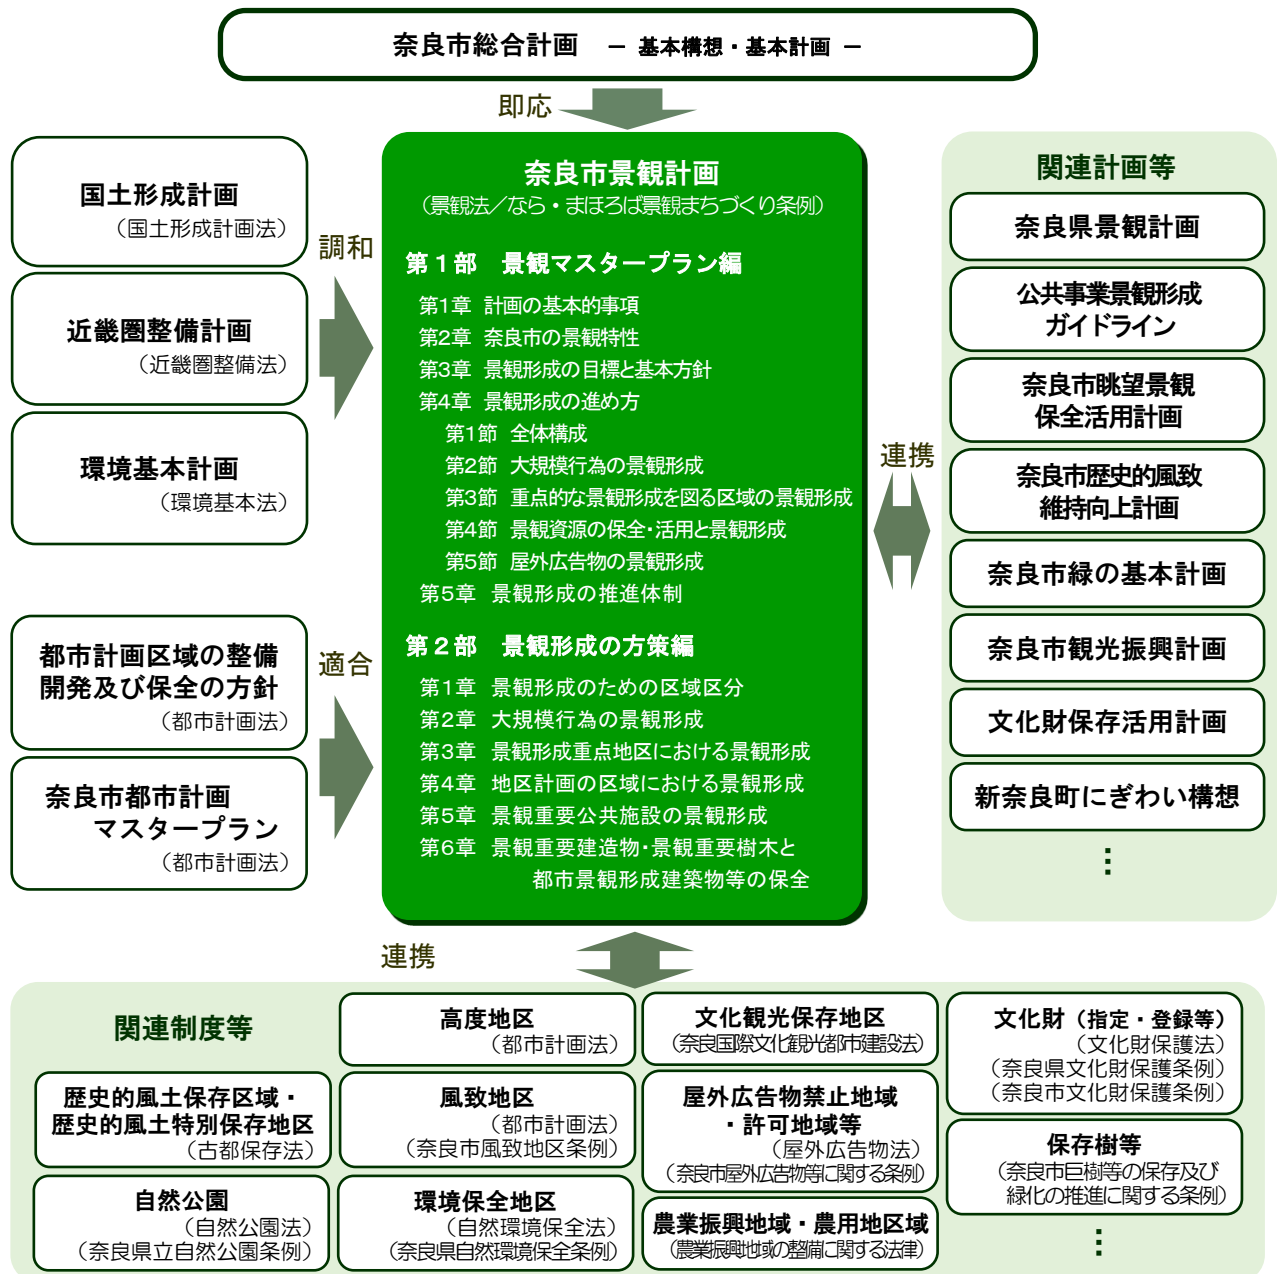 奈良市総合計画 － 基本構想・基本計画 －
即応
国土形成計画
（国土形成計画法）
近畿圏整備計画
（近畿圏整備法）
環境基本計画
（環境基本法）
調和
都市計画区域の整備
開発及び保全の方針
（都市計画法）
奈良市都市計画
マスタープラン
（都市計画法）
適合
奈良市景観計画
（景観法／なら・まほろば景観まちづくり条例）
第１部 景観マスタープラン編
第1章 計画の基本的事項
第2章 奈良市の景観特性
第3章 景観形成の目標と基本方針
第4章 景観形成の進め方
第1節 全体構成
第2節 大規模行為の景観形成
第3節 重点的な景観形成を図る区域の景観形成
第4節 景観資源の保全・活用と景観形成
第5節 屋外広告物の景観形成
第5章 景観形成の推進体制
第２部 景観形成の方策編
第1章 景観形成のための区域区分
第2章 大規模行為の景観形成
第3章 景観形成重点地区における景観形成
第4章 地区計画の区域における景観形成
第5章 景観重要公共施設の景観形成
第6章 景観重要建造物・景観重要樹木と
都市景観形成建築物等の保全
連携
関連計画等
奈良県景観計画
公共事業景観形成
ガイドライン
奈良市眺望景観
保全活用計画
奈良市歴史的風致
維持向上計画
奈良市緑の基本計画
奈良市観光振興計画
文化財保存活用計画
新奈良町にぎわい構想
⋮
連携
関連制度等
歴史的風土保存区域・
歴史的風土特別保存地区
（古都保存法）
自然公園
（自然公園法）
（奈良県立自然公園条例）
高度地区
（都市計画法）
風致地区
（都市計画法）
（奈良市風致地区条例）
環境保全地区
（自然環境保全法）
（奈良県自然環境保全条例）
文化観光保存地区
（奈良国際文化観光都市建設法）
屋外広告物禁止地域
・許可地域等
（屋外広告物法）
（奈良市屋外広告物等に関する条例）
農業振興地域・農用地区域
（農業振興地域の整備に関する法律）
文化財（指定・登録等）
（文化財保護法）
（奈良県文化財保護条例）
（奈良市文化財保護条例）
保存樹等
（奈良市巨樹等の保存及び
緑化の推進に関する条例）
⋮